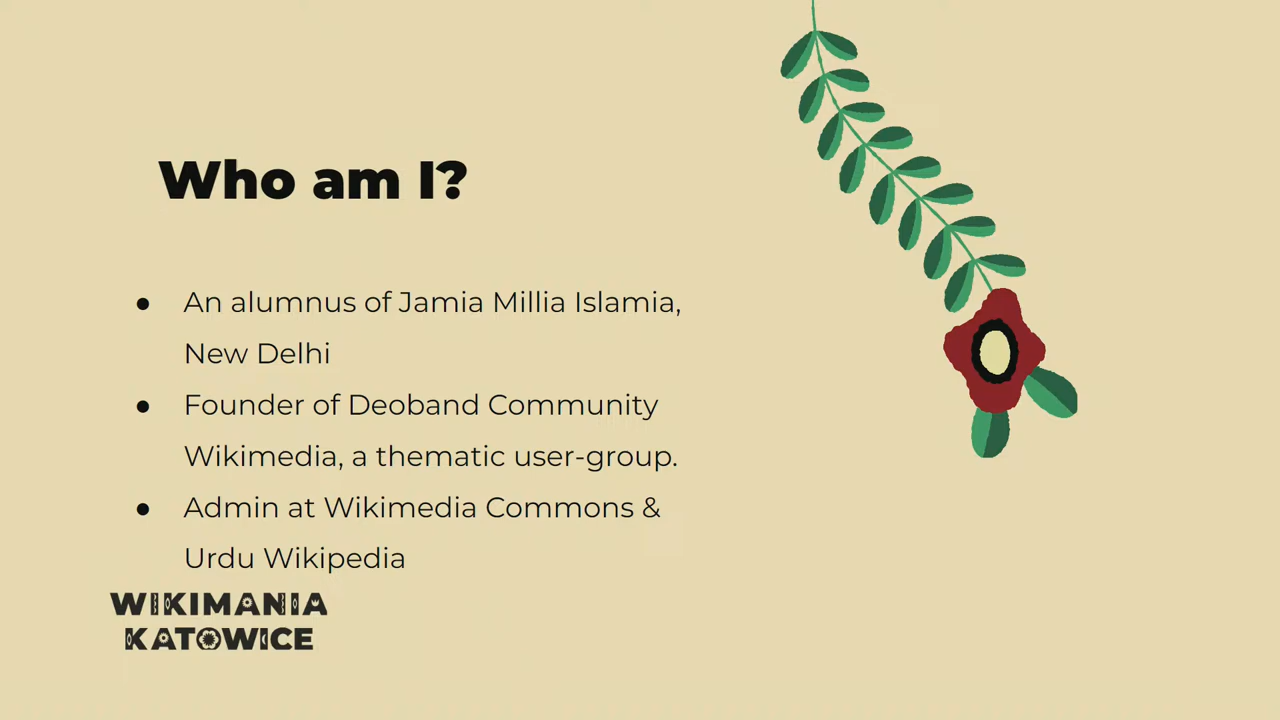 Who am I?
● An alumnus of Jamia Millia Islamia,
New Delhi
● Founder of Deoband Community
Wikimedia, a thematic user-group.
● Admin at Wikimedia Commons &
Urdu Wikipedia
WIKIMANIA
KATOWICE